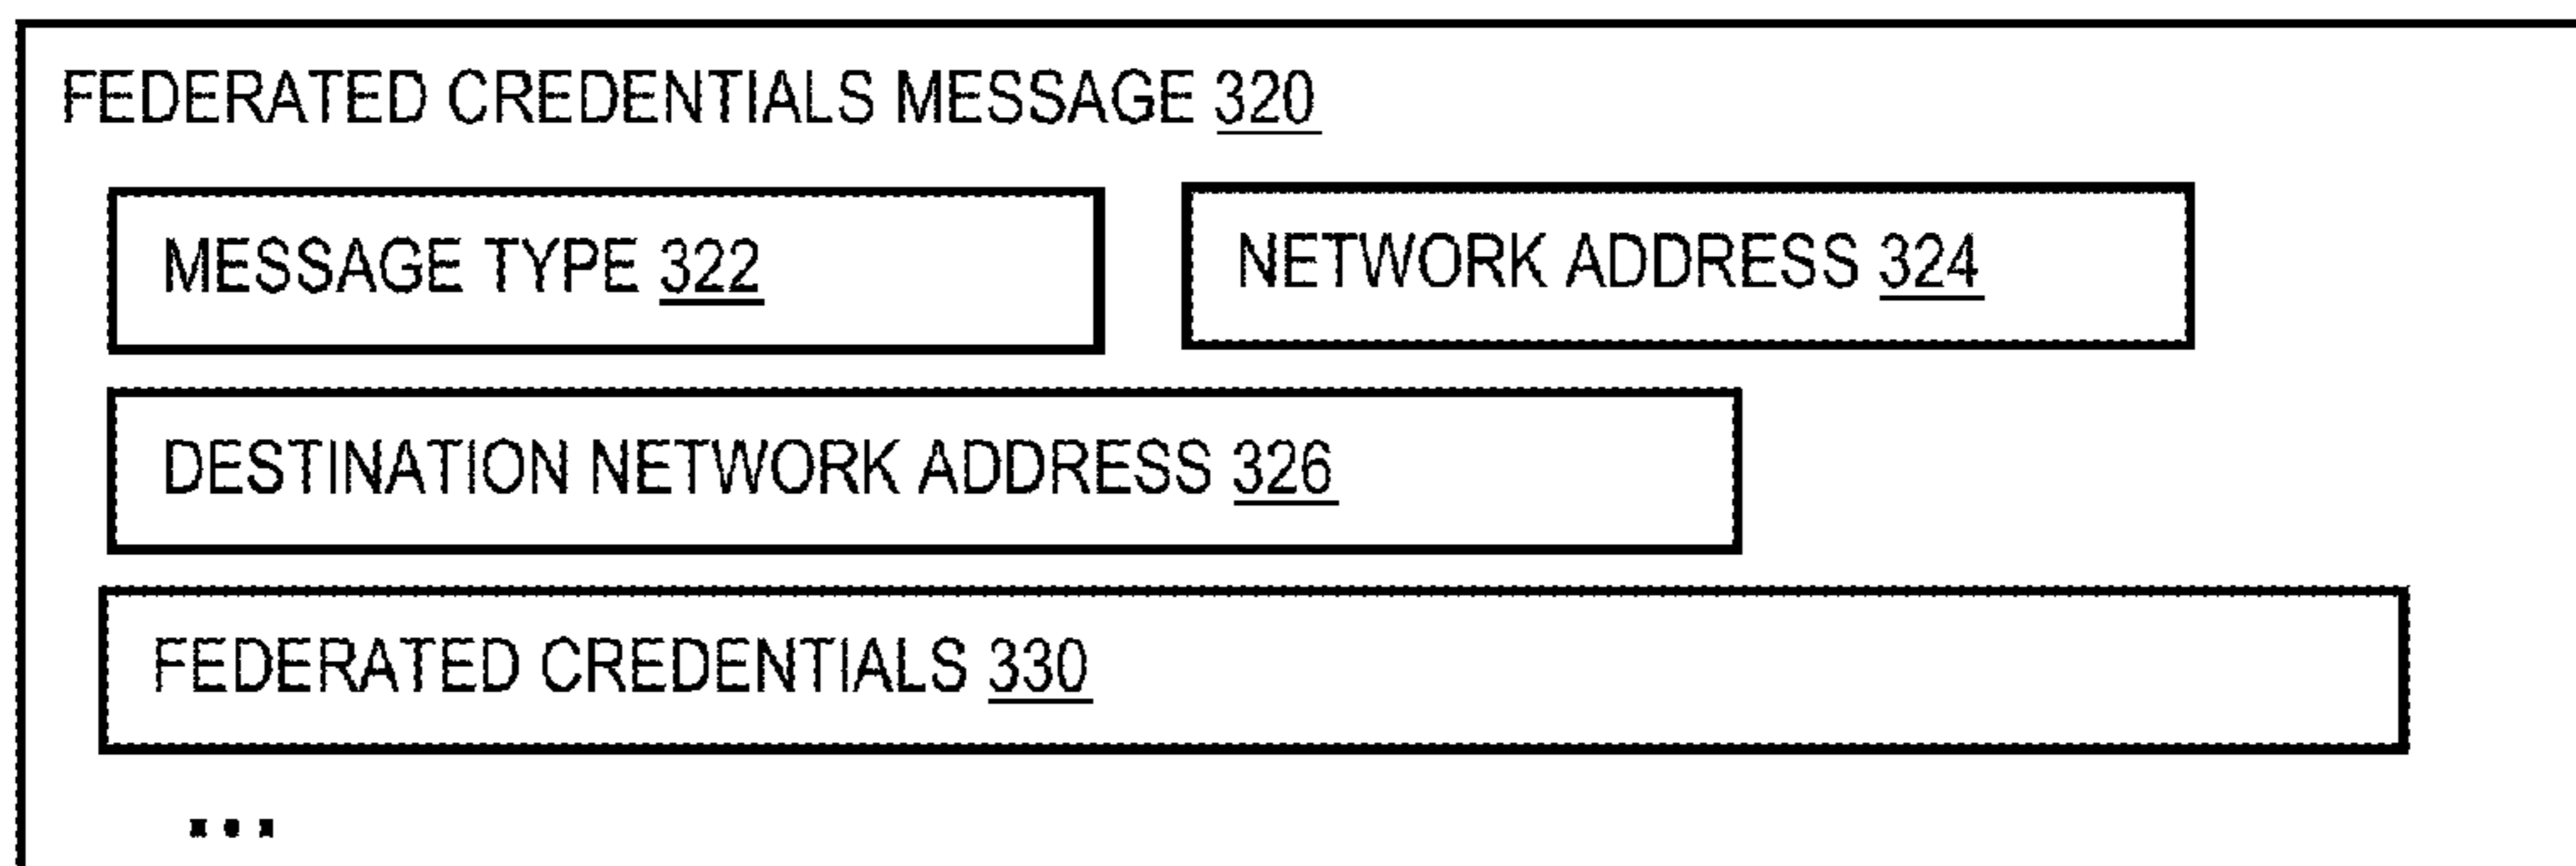 FEDERATED CREDENTIALS MESSAGE 320
MESSAGE TYPE 322 NETWORK ADDRESS 324
DESTINATION NETWORK ADDRESS 326
FEDERATED CREDENTIALS 330
...